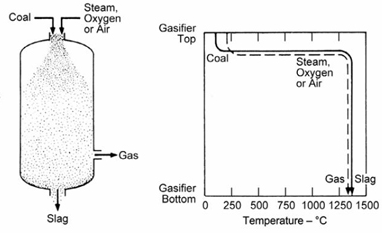 Coal
Steam,
Oxygen
or Air
Gas
Slag
Gasifier
Top
Coal
Steam,
Oxygen
or Air
Gas
Slag
Gasifier
Bottom
0 250 500 750 1000 1250 1500
Temperature – °C